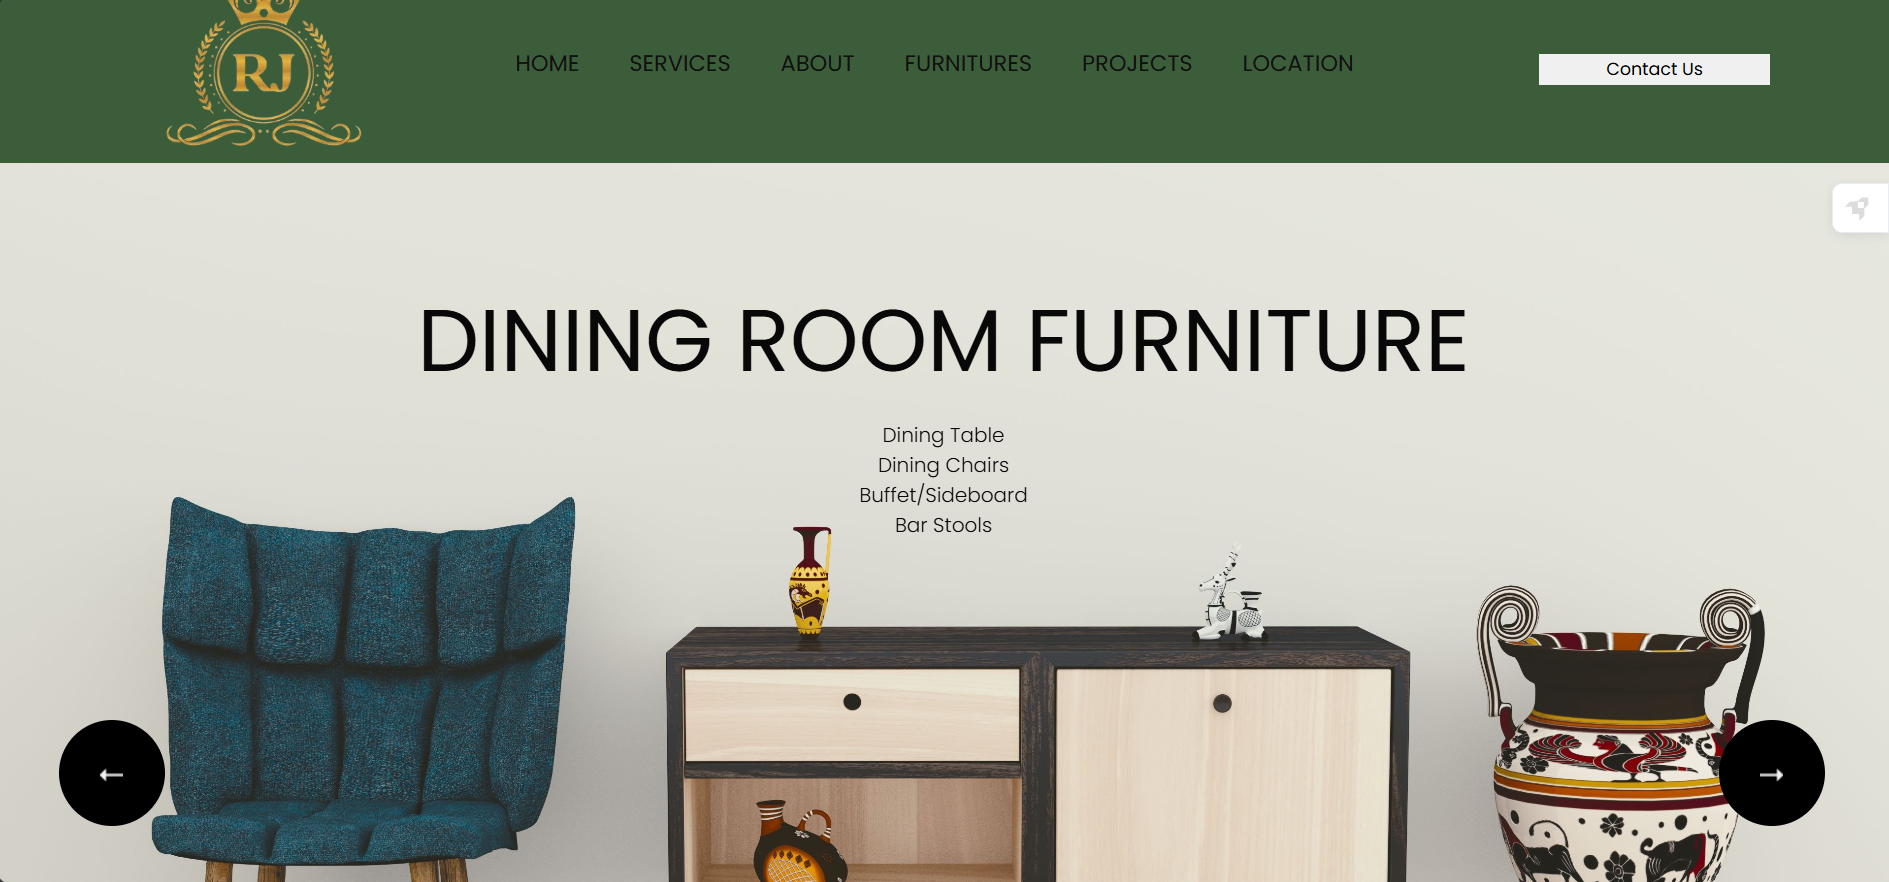 RJ
HOME SERVICES ABOUT FURNITURES PROJECTS LOCATION
Contact Us
DINING ROOM FURNITURE
Dining Table
Dining Chairs
Buffet/Sideboard
Bar Stools